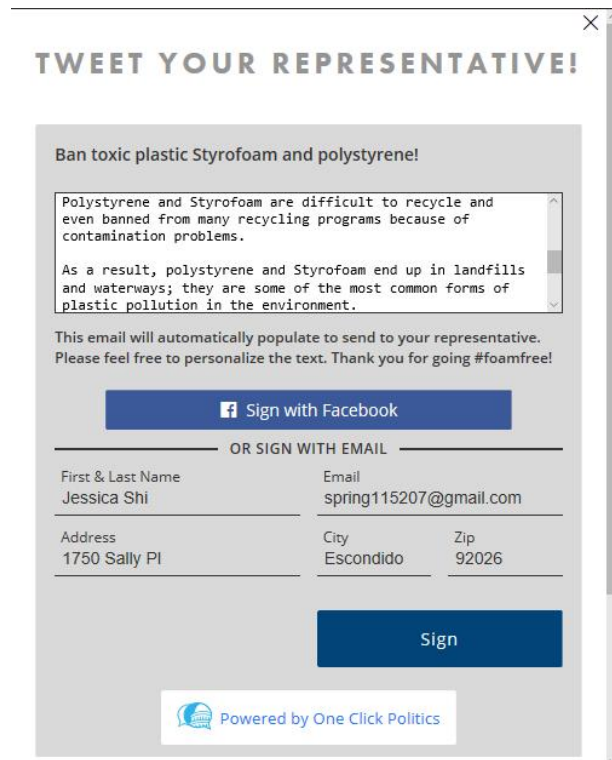 TWEET YOUR REPRESENTATIVE!
Ban toxic plastic Styrofoam and polystyrene!
Polystyrene and Styrofoam are difficult to recycle and
even banned from many recycling programs because of
contamination problems.
As a result, polystyrene and Styrofoam end up in landfills
and waterways; they are some of the most common forms of
plastic pollution in the environment.
This email will automatically populate to send to your representative.
Please feel free to personalize the text. Thank you for going #foamfree!
Sign with Facebook
OR SIGN WITH EMAIL
First & Last Name Email
Jessica Shi spring115207@gmail.com
Address City Zip
1750 Sally Pl Escondido 92026
Sign
Powered by One Click Politics